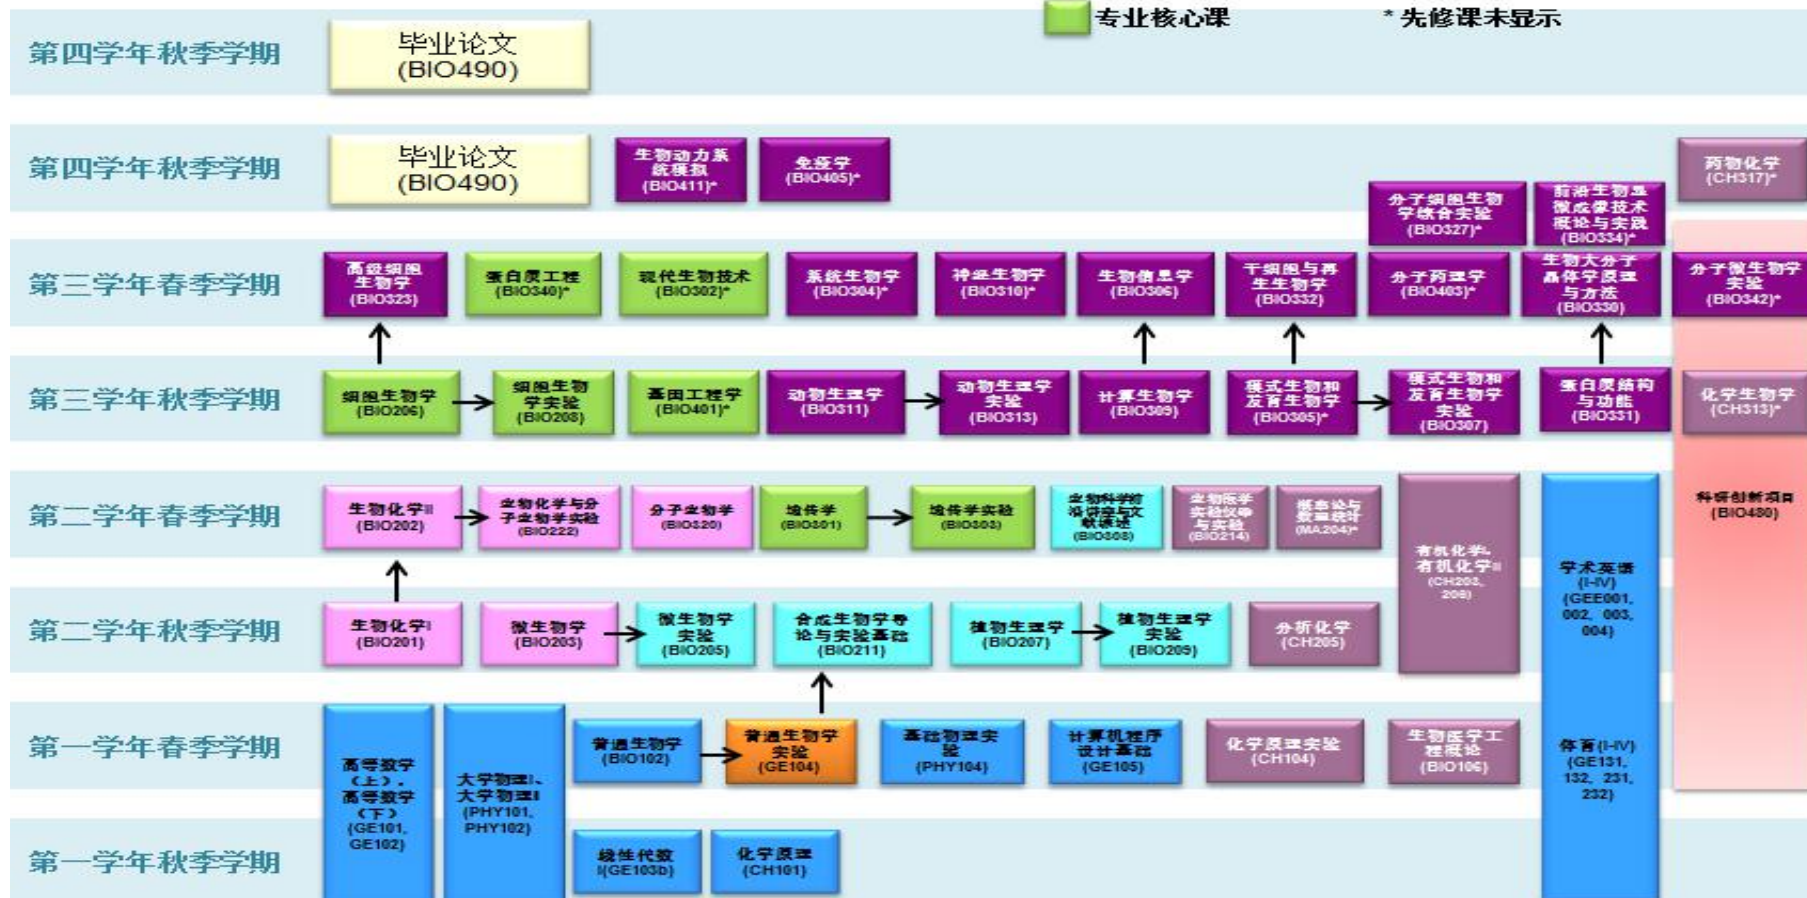 专业核心课
* 先修课未显示
第四学年秋季学期
毕业论文
(BIO490)
第四学年秋季学期
毕业论文
(BIO490)
生物动力系
统模拟
(BIO411)*
免疫学
(BIO405)*
药物化学
(CH317)*
分子细胞生物
学综合实验
(BIO327)*
前沿生物显
微成像技术
概论与实践
(BIO334)*
第三学年春季学期
高级细胞
生物学
(BIO323)
蛋白质工程
(BIO340)*
现代生物技术
(BIO302)*
系统生物学
(BIO304)*
神经生物学
(BIO310)*
生物信息学
(BIO306)
干细胞与再
生生物学
(BIO332)
分子药理学
(BIO403)*
生物大分子
晶体学原理
与方法
(BIO330)
分子微生物学
实验
(BIO342)*
第三学年秋季学期
细胞生物学
(BIO206)
细胞生物
学实验
(BIO208)
基因工程学
(BIO401)*
动物生理学
(BIO311)
动物生理学
实验
(BIO313)
计算生物学
(BIO309)
模式生物和
发育生物学
(BIO305)*
模式生物和
发育生物学
实验
(BIO307)
蛋白质结构
与功能
(BIO331)
化学生物学
(CH313)*
第二学年春季学期
生物化学II
(BIO202)
生物化学与分
子生物学实验
(BIO222)
分子生物学
(BIO320)
遗传学
(BIO301)
遗传学实验
(BIO303)
生物科学前
沿讲座与文
献综述
(BIO308)
生物医学
实验仪器
与实验
(BIO214)
概率论与
数理统计
(MA204)*
有机化学I、
有机化学II
(CH203,
206)
学术英语
(I-IV)
(GEE001,
002, 003,
004)
科研创新项目
(BIO480)
第二学年秋季学期
生物化学I
(BIO201)
微生物学
(BIO203)
微生物学
实验
(BIO205)
合成生物学导
论与实验基础
(BIO211)
植物生理学
(BIO207)
植物生理学
实验
(BIO209)
分析化学
(CH205)
第一学年春季学期
高等数学
（上），
高等数学
（下）
(GE101,
GE102)
大学物理I、
大学物理II
(PHY101,
PHY102)
普通生物学
(BIO102)
普通生物学
实验
(GE104)
基础物理实
验
(PHY104)
计算机程序
设计基础
(GE105)
化学原理实验
(CH104)
生物医学工
程概论
(BIO106)
体育(I-IV)
(GE131,
132, 231,
232)
第一学年秋季学期
线性代数
I(GE103b)
化学原理
(CH101)